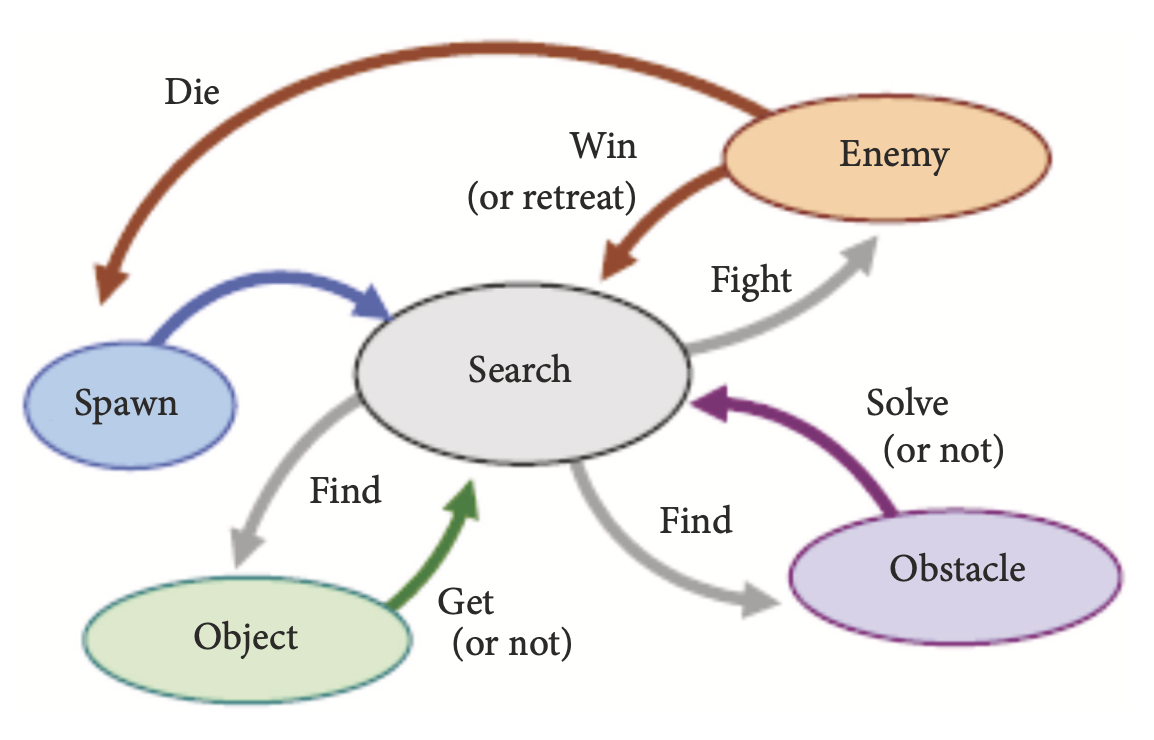 Die
Enemy
Win
(or retreat)
Fight
Search
Spawn
Solve
(or not)
Find
Find
Obstacle
Get
(or not)
Object